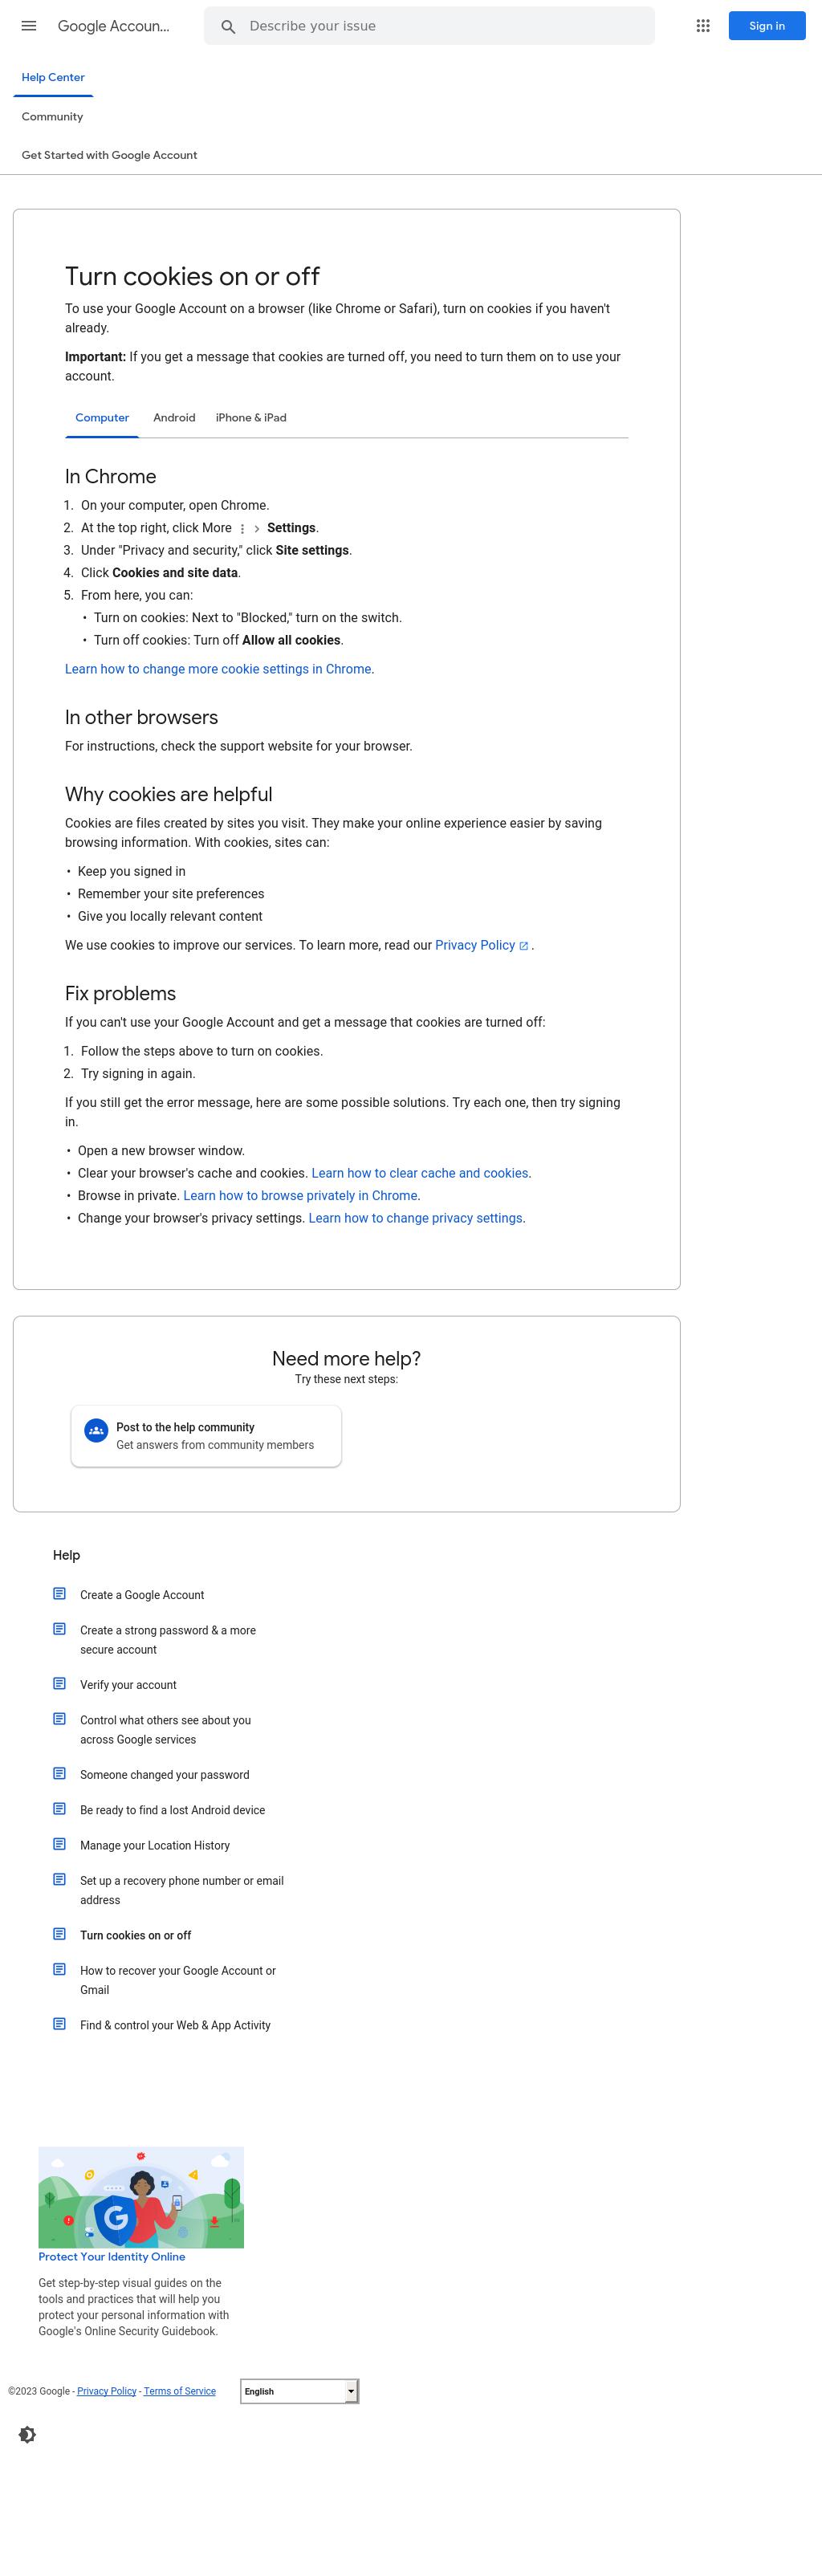 Google Accoun...
Describe your issue
Sign in
Help Center
Community
Get Started with Google Account
Turn cookies on or off
To use your Google Account on a browser (like Chrome or Safari), turn on cookies if you haven't
already.
Important: If you get a message that cookies are turned off, you need to turn them on to use your
account.
Computer Android iPhone & iPad
In Chrome
1. On your computer, open Chrome.
2. At the top right, click More Settings.
3. Under "Privacy and security," click Site settings.
4. Click Cookies and site data.
5. From here, you can:
• Turn on cookies: Next to "Blocked," turn on the switch.
• Turn off cookies: Turn off Allow all cookies.
Learn how to change more cookie settings in Chrome.
In other browsers
For instructions, check the support website for your browser.
Why cookies are helpful
Cookies are files created by sites you visit. They make your online experience easier by saving
browsing information. With cookies, sites can:
• Keep you signed in
• Remember your site preferences
• Give you locally relevant content
We use cookies to improve our services. To learn more, read our Privacy Policy .
Fix problems
If you can't use your Google Account and get a message that cookies are turned off:
1. Follow the steps above to turn on cookies.
2. Try signing in again.
If you still get the error message, here are some possible solutions. Try each one, then try signing
in.
• Open a new browser window.
• Clear your browser's cache and cookies. Learn how to clear cache and cookies.
• Browse in private. Learn how to browse privately in Chrome.
• Change your browser's privacy settings. Learn how to change privacy settings.
Need more help?
Try these next steps:
Post to the help community
Get answers from community members
Help
Create a Google Account
Create a strong password & a more
secure account
Verify your account
Control what others see about you
across Google services
Someone changed your password
Be ready to find a lost Android device
Manage your Location History
Set up a recovery phone number or email
address
Turn cookies on or off
How to recover your Google Account or
Gmail
Find & control your Web & App Activity
G
Protect Your Identity Online
Get step-by-step visual guides on the
tools and practices that will help you
protect your personal information with
Google's Online Security Guidebook.
©2023 Google - Privacy Policy - Terms of Service
English